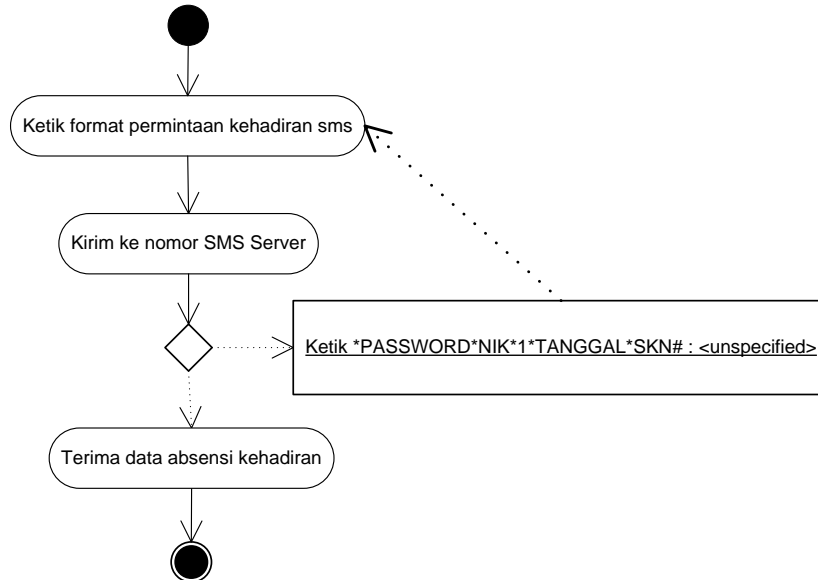 Ketik format permintaan kehadiran sms
Kirim ke nomor SMS Server
Ketik *PASSWORD*NIK*1*TANGGAL*SKN# : <unspecified>
Terima data absensi kehadiran